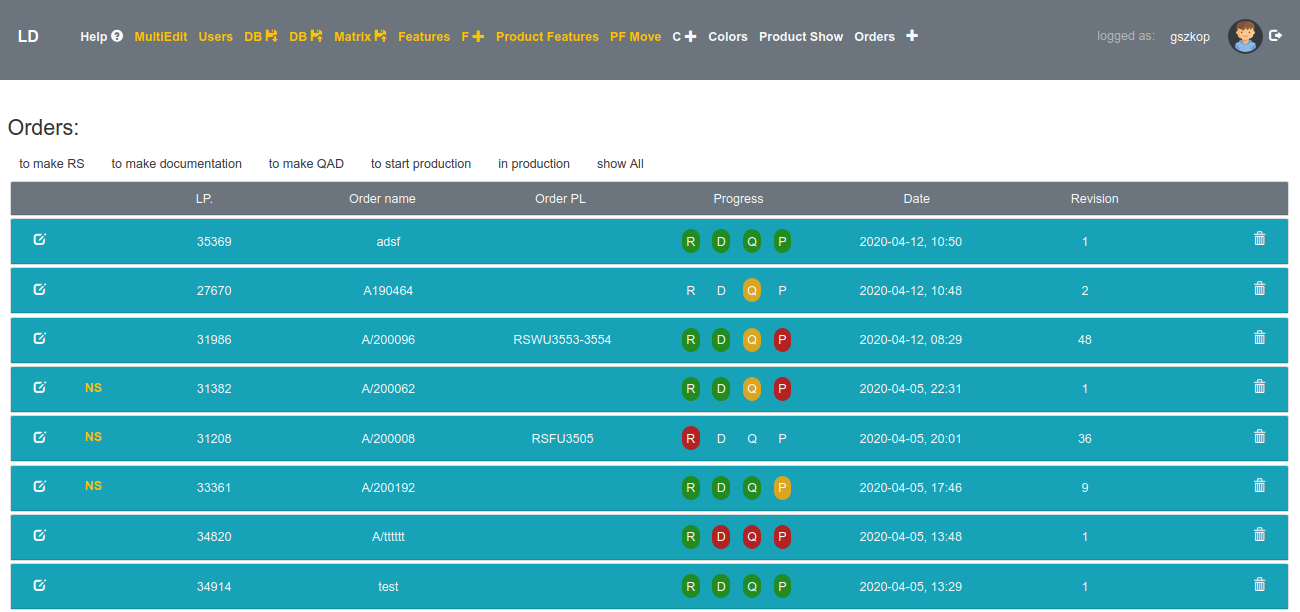 LD Help MultiEdit Users DB DB Matrix Features F Product Features PF Move C Colors Product Show Orders logged as: gszkop
Orders:
to make RS to make documentation to make QAD to start production in production show All
LP. Order name Order PL Progress Date Revision
35369 adsf R D Q P 2020-04-12, 10:50 1
27670 A190464 R D Q P 2020-04-12, 10:48 2
31986 A/200096 RSWU3553-3554 R D Q P 2020-04-12, 08:29 48
NS 31382 A/200062 R D Q P 2020-04-05, 22:31 1
NS 31208 A/200008 RSFU3505 R D Q P 2020-04-05, 20:01 36
NS 33361 A/200192 R D Q P 2020-04-05, 17:46 9
34820 A/tttttt R D Q P 2020-04-05, 13:48 1
34914 test R D Q P 2020-04-05, 13:29 1